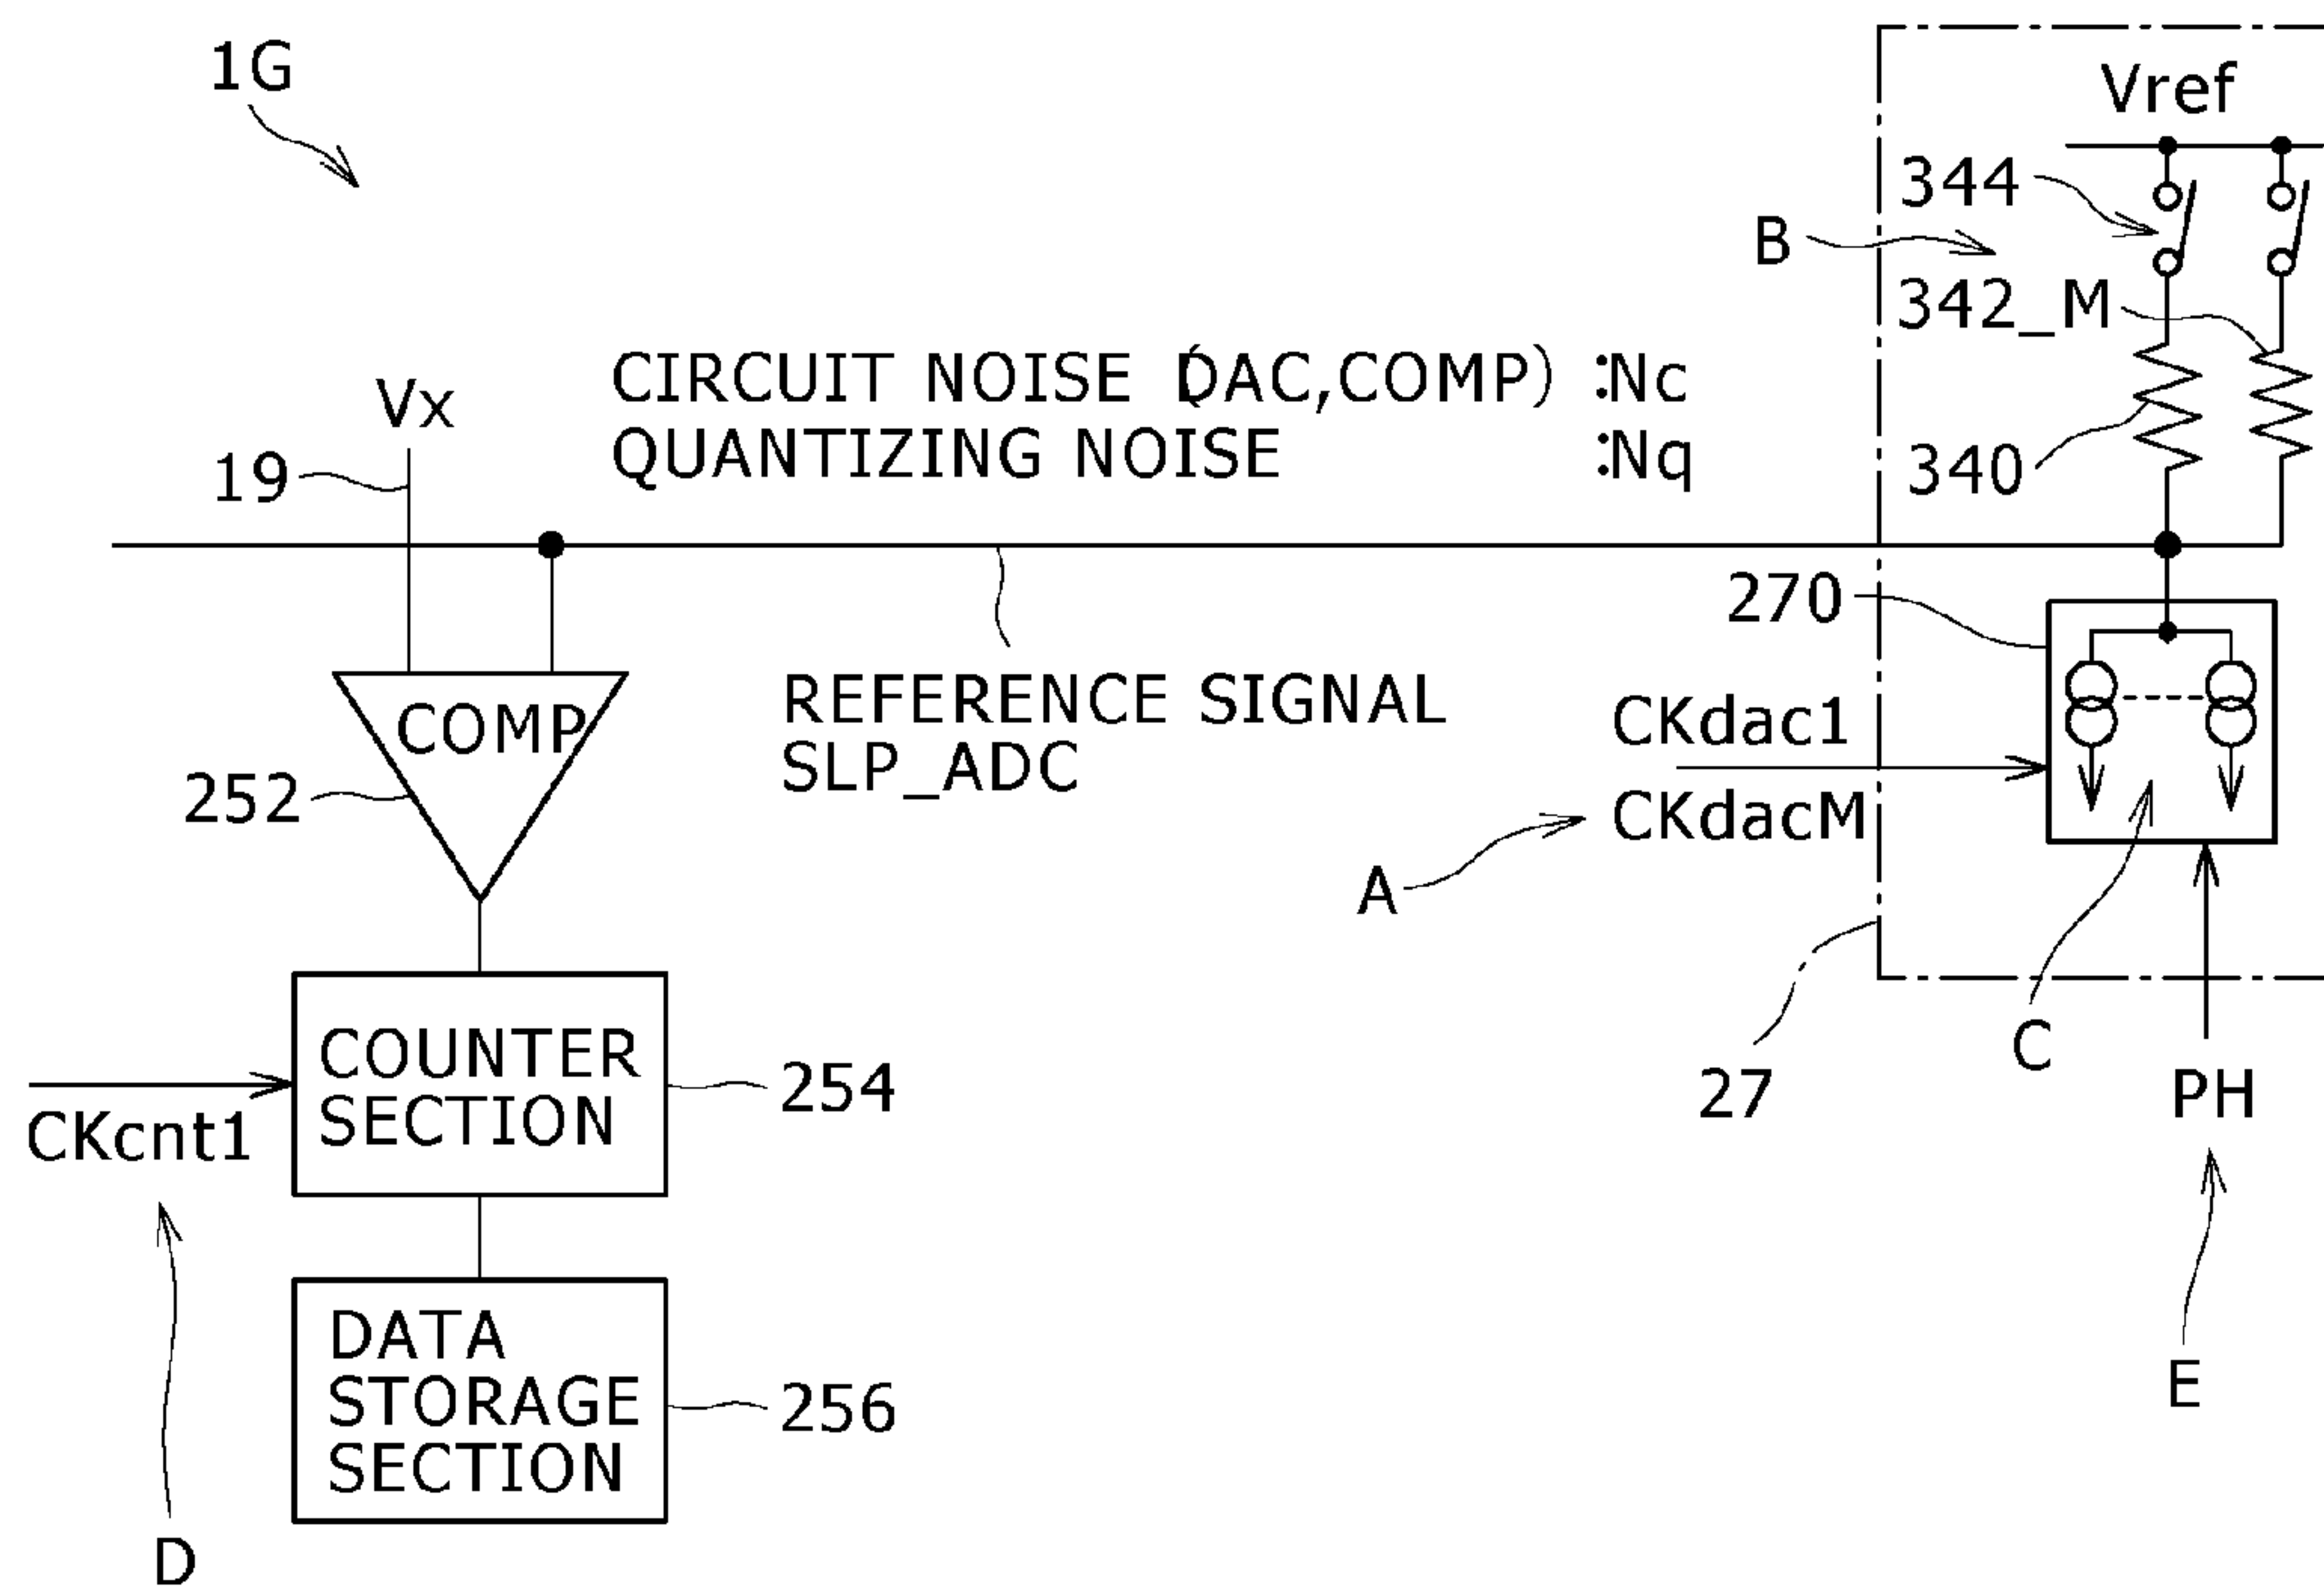 1G
Vref
344
B
342_M
CIRCUIT NOISE (DAC,COMP) :Nc
Vx
QUANTIZING NOISE :Nq
19
340
270
REFERENCE SIGNAL
SLP_ADC
COMP
CKdac1
252
CKdacM
A
COUNTER
SECTION
254
C
27
PH
CKcnt1
DATA
STORAGE
SECTION
256
E
D